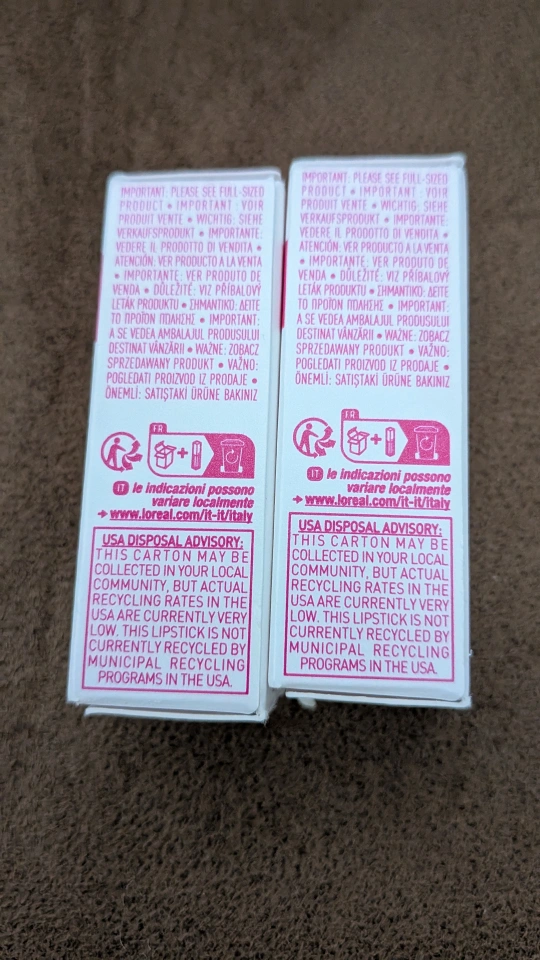 IMPORTANT: PLEASE SEE FULL-SIZED
PRODUCT • IMPORTANT : VOIR
PRODUIT VENTE • WICHTIG: SIEHE
VERKAUFSPRODUKT • IMPORTANTE:
VEDERE IL PRODOTTO DI VENDITA •
ATENCIÓN: VER PRODUCTO A LA VENTA
• IMPORTANTE: VER PRODUTO DE
VENDA • DŮLEŽITÉ: VIZ PŘÍBALOVÝ
LETÁK PRODUKTU • ΣΗΜΑΝΤΙΚΟ: ΔΕΙΤΕ
ΤΟ ΠΡΟΪΟΝ ΠΩΛΗΣΗΣ • IMPORTANT:
A SE VEDEA AMBALAJUL PRODUSULUI
DESTINAT VÂNZĂRII • WAŻNE: ZOBACZ
SPRZEDAWANY PRODUKT • VAŽNO:
POGLEDATI PROIZVOD IZ PRODAJE •
ÖNEMLİ: SATIŞTAKİ ÜRÜNE BAKINIZ
FR
IT le indicazioni possono
variare localmente
➔ www.loreal.com/it-it/italy
USA DISPOSAL ADVISORY:
THIS CARTON MAY BE
COLLECTED IN YOUR LOCAL
COMMUNITY, BUT ACTUAL
RECYCLING RATES IN THE
USA ARE CURRENTLY VERY
LOW. THIS LIPSTICK IS NOT
CURRENTLY RECYCLED BY
MUNICIPAL RECYCLING
PROGRAMS IN THE USA.
IMPORTANT: PLEASE SEE FULL-SIZED
PRODUCT • IMPORTANT : VOIR
PRODUIT VENTE • WICHTIG: SIEHE
VERKAUFSPRODUKT • IMPORTANTE:
VEDERE IL PRODOTTO DI VENDITA •
ATENCIÓN: VER PRODUCTO A LA VENTA
• IMPORTANTE: VER PRODUTO DE
VENDA • DŮLEŽITÉ: VIZ PŘÍBALOVÝ
LETÁK PRODUKTU • ΣΗΜΑΝΤΙΚΟ: ΔΕΙΤΕ
ΤΟ ΠΡΟΪΟΝ ΠΩΛΗΣΗΣ • IMPORTANT:
A SE VEDEA AMBALAJUL PRODUSULUI
DESTINAT VÂNZĂRII • WAŻNE: ZOBACZ
SPRZEDAWANY PRODUKT • VAŽNO:
POGLEDATI PROIZVOD IZ PRODAJE •
ÖNEMLİ: SATIŞTAKİ ÜRÜNE BAKINIZ
FR
IT le indicazioni possono
variare localmente
➔ www.loreal.com/it-it/italy
USA DISPOSAL ADVISORY:
THIS CARTON MAY BE
COLLECTED IN YOUR LOCAL
COMMUNITY, BUT ACTUAL
RECYCLING RATES IN THE
USA ARE CURRENTLY VERY
LOW. THIS LIPSTICK IS NOT
CURRENTLY RECYCLED BY
MUNICIPAL RECYCLING
PROGRAMS IN THE USA.